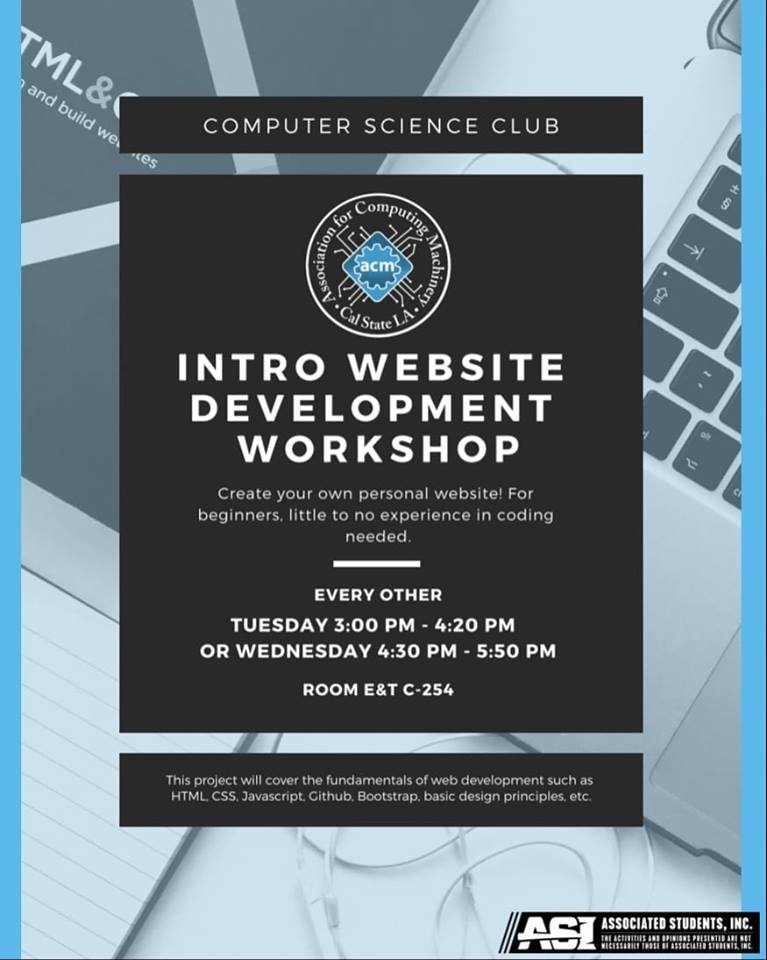 TML&
and build websites
COMPUTER SCIENCE CLUB
Association for Computing Machinery
acm
Cal State LA
INTRO WEBSITE
DEVELOPMENT
WORKSHOP
Create your own personal website! For
beginners, little to no experience in coding
needed.
EVERY OTHER
TUESDAY 3:00 PM - 4:20 PM
OR WEDNESDAY 4:30 PM - 5:50 PM
ROOM E&T C-254
This project will cover the fundamentals of web development such as
HTML, CSS, Javascript, Github, Bootstrap, basic design principles, etc.
ASI ASSOCIATED STUDENTS, INC.
THE ACTIVITIES AND OPINIONS PRESENTED ARE NOT
NECESSARILY THOSE OF ASSOCIATED STUDENTS, INC.